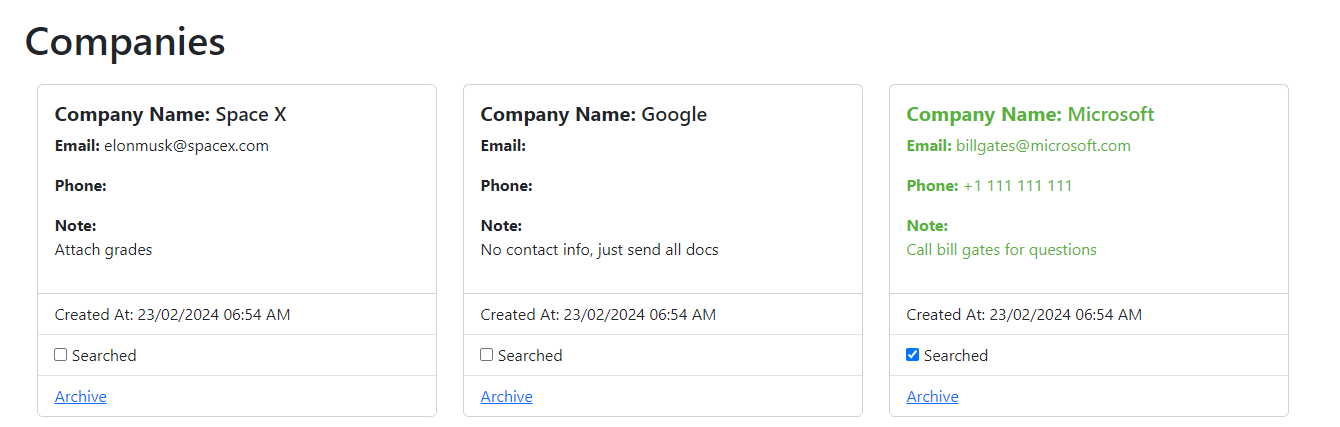 Companies
Company Name: Space X
Email: elonmusk@spacex.com
Phone:
Note:
Attach grades
Created At: 23/02/2024 06:54 AM
Searched
Archive
Company Name: Google
Email:
Phone:
Note:
No contact info, just send all docs
Created At: 23/02/2024 06:54 AM
Searched
Archive
Company Name: Microsoft
Email: billgates@microsoft.com
Phone: +1 111 111 111
Note:
Call bill gates for questions
Created At: 23/02/2024 06:54 AM
Searched
Archive